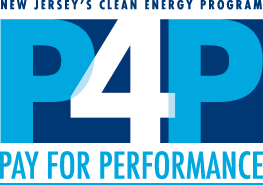 NEW JERSEY'S CLEAN ENERGY PROGRAM
P4P
PAY FOR PERFORMANCE